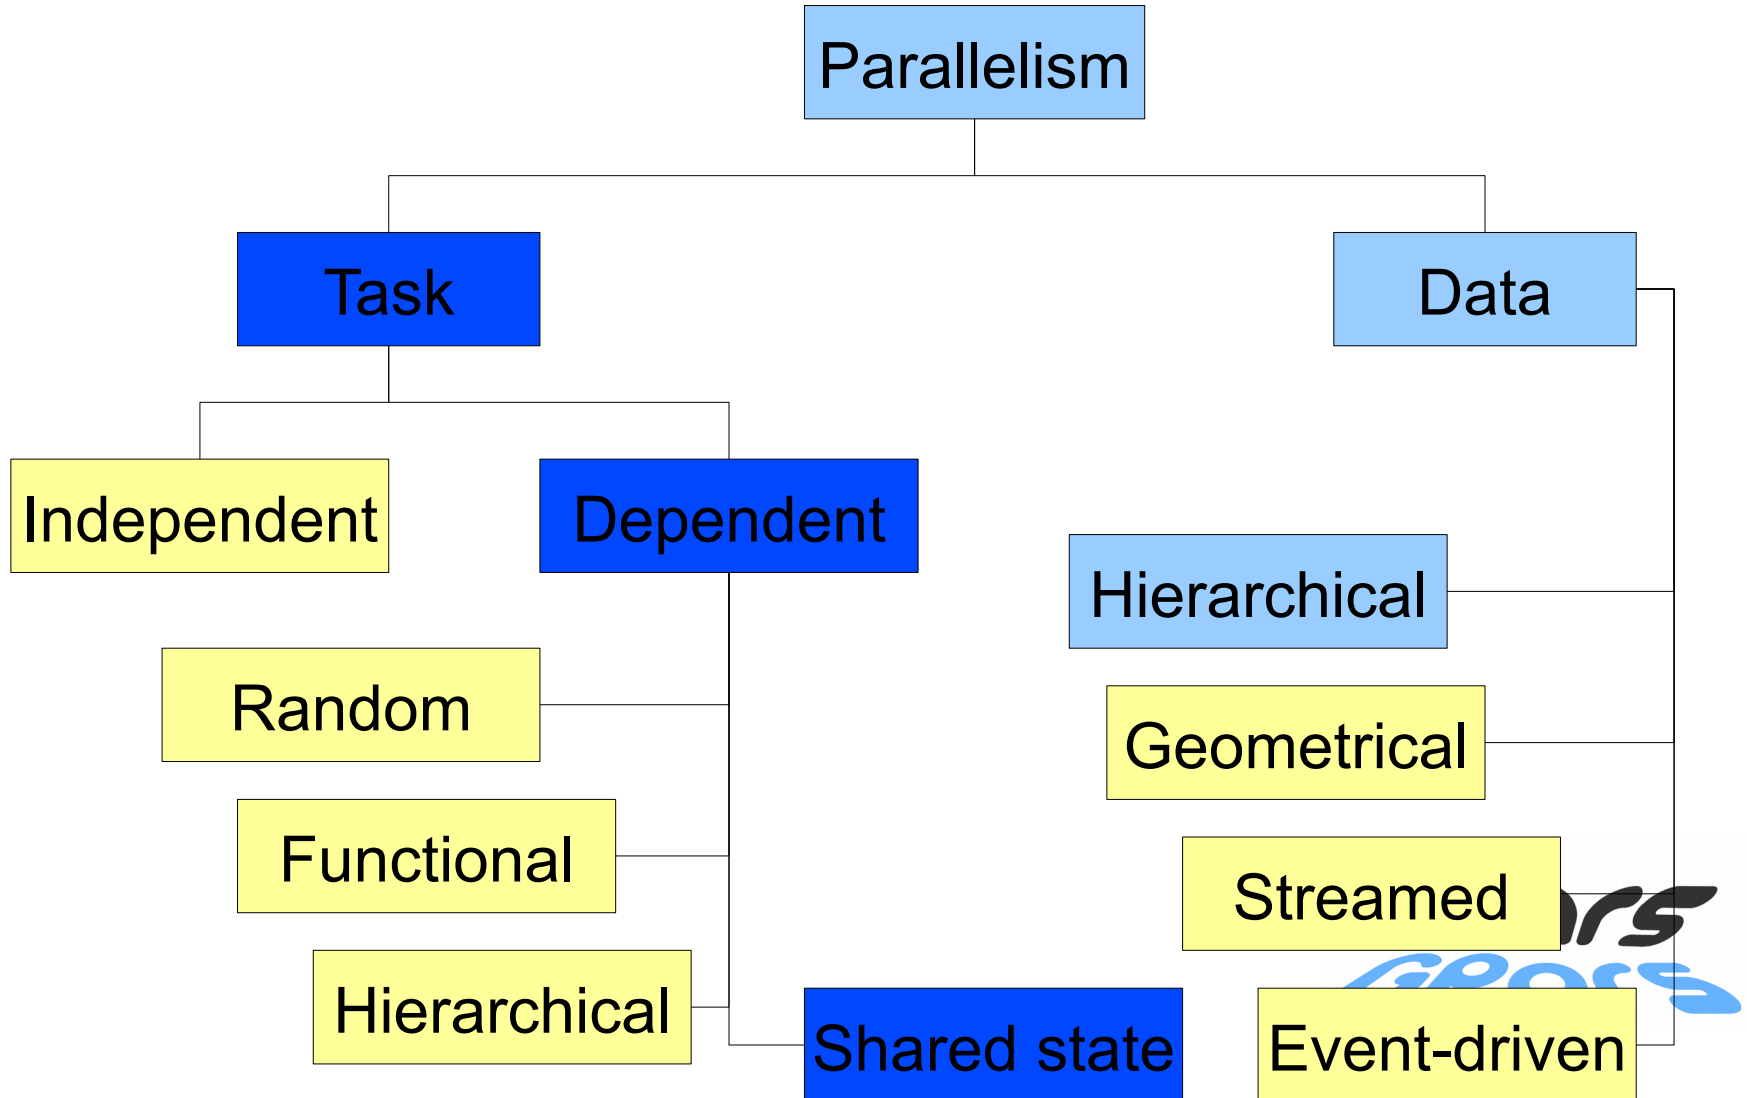 Parallelism
Task
Data
Independent
Dependent
Hierarchical
Random
Geometrical
Functional
Streamed
Hierarchical
Shared state
Event-driven